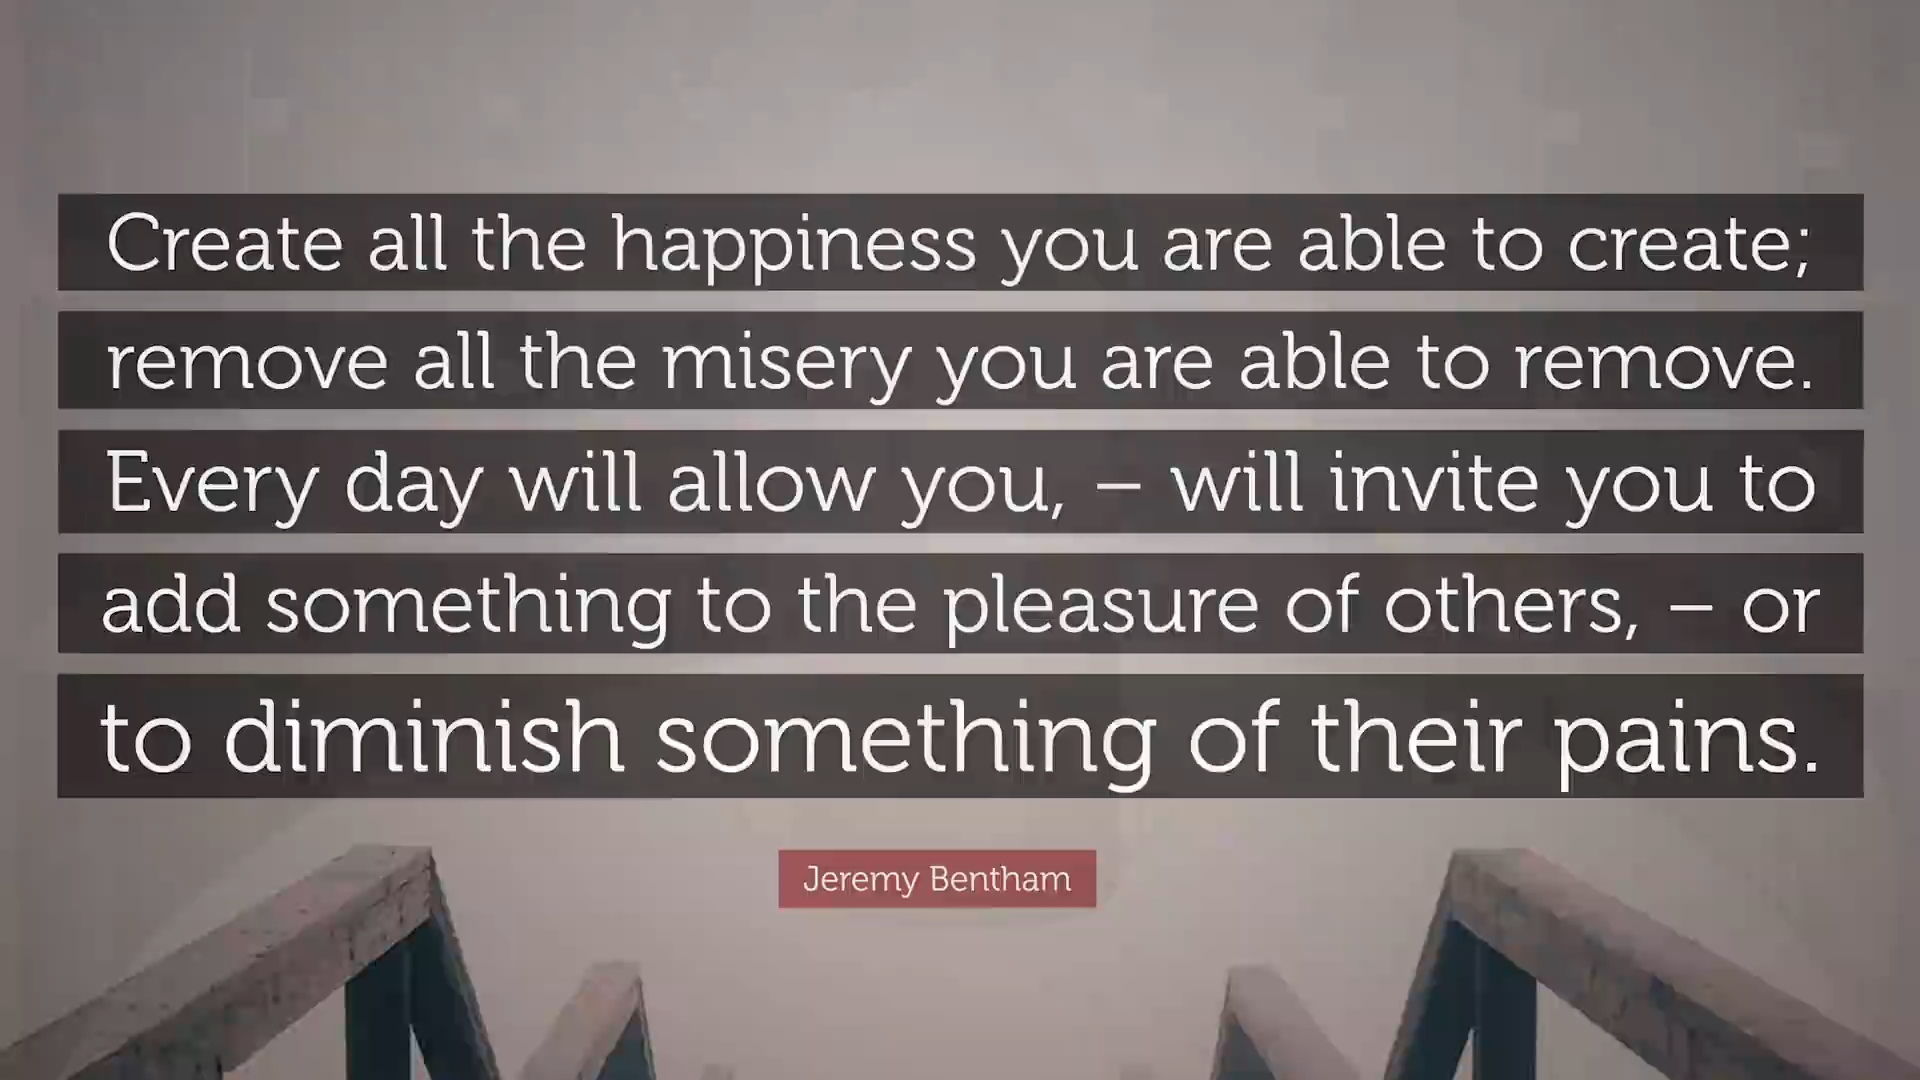 Create all the happiness you are able to create;
remove all the misery you are able to remove.
Every day will allow you, – will invite you to
add something to the pleasure of others, – or
to diminish something of their pains.
Jeremy Bentham